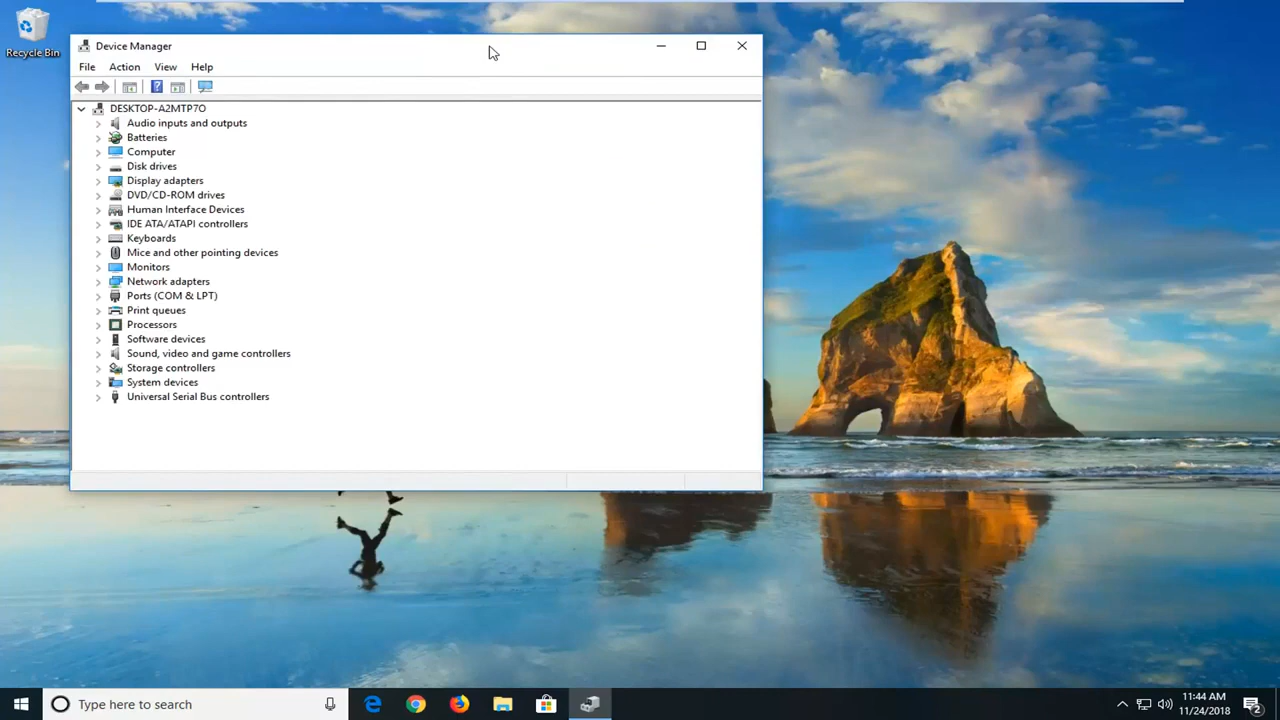 Recycle Bin
Device Manager
File Action View Help
DESKTOP-A2MTP7O
Audio inputs and outputs
Batteries
Computer
Disk drives
Display adapters
DVD/CD-ROM drives
Human Interface Devices
IDE ATA/ATAPI controllers
Keyboards
Mice and other pointing devices
Monitors
Network adapters
Ports (COM & LPT)
Print queues
Processors
Software devices
Sound, video and game controllers
Storage controllers
System devices
Universal Serial Bus controllers
Type here to search
11:44 AM
11/24/2018
2